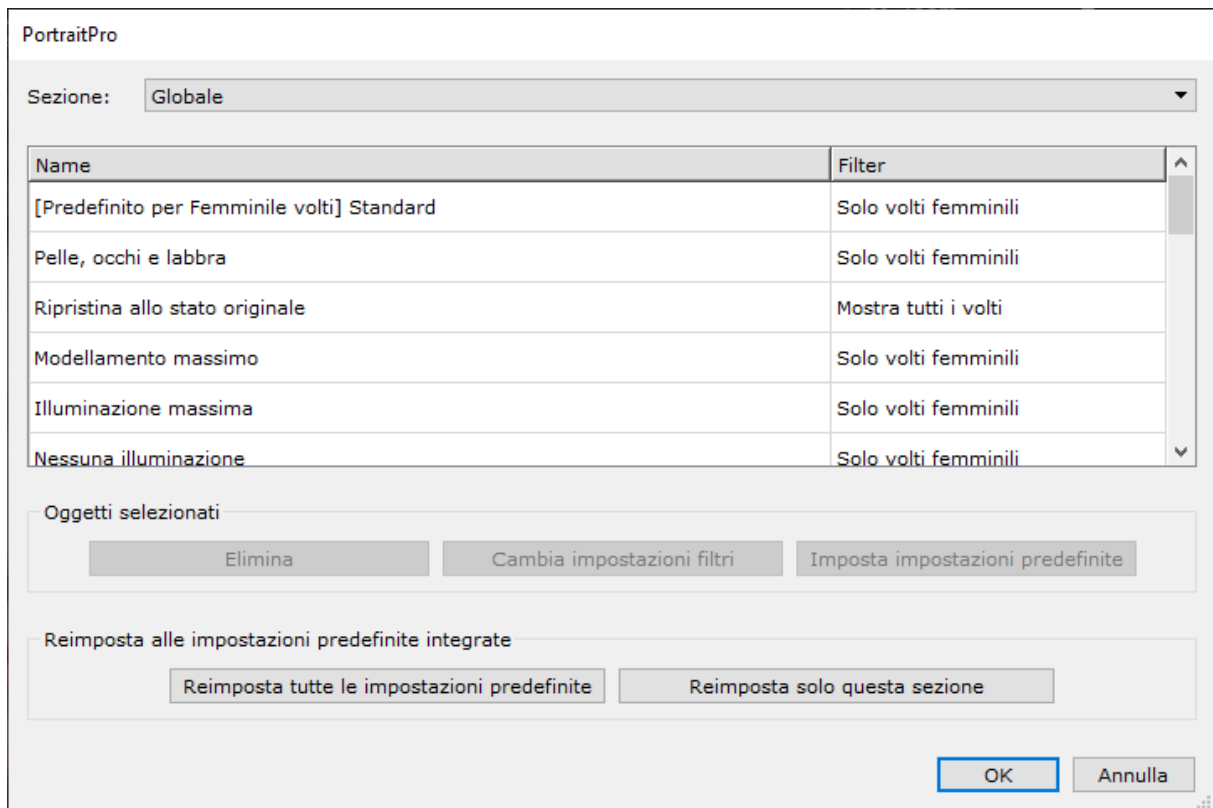 PortraitPro
Sezione: Globale
Name Filter
[Predefinito per Femminile volti] Standard Solo volti femminili
Pelle, occhi e labbra Solo volti femminili
Ripristina allo stato originale Mostra tutti i volti
Modellamento massimo Solo volti femminili
Illuminazione massima Solo volti femminili
Nessuna illuminazione Solo volti femminili
Oggetti selezionati
Elimina Cambia impostazioni filtri Imposta impostazioni predefinite
Reimposta alle impostazioni predefinite integrate
Reimposta tutte le impostazioni predefinite Reimposta solo questa sezione
OK Annulla